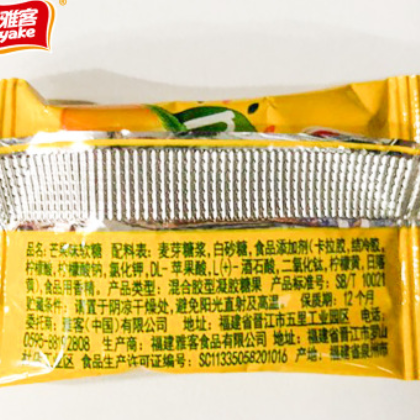 雅客
yake
品名：芒果味软糖 配料表：麦芽糖浆，白砂糖，食品添加剂（卡拉胶，结冷胶，
柠檬酸，柠檬酸钠，氯化钾，DL-苹果酸，L(+)-酒石酸，二氧化钛，柠檬黄，日落
黄），食用香精， 产品类型：混合胶型凝胶糖果 产品标准号：SB/T 10021
贮藏条件：请置于阴凉干燥处，避免阳光直射及高温。 保质期：12个月
委托商：雅客（中国）有限公司 地址：福建省晋江市五里工业园区 电话：
0595-8892808 生产商：福建雅客食品有限公司 地址：福建省晋江市罗山
工业区 食品生产许可证编号：SC11335058201016 产地：福建省泉州市